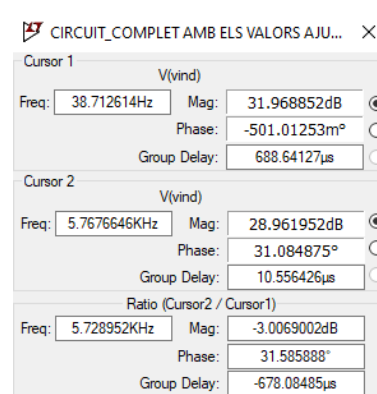 CIRCUIT_COMPLET AMB ELS VALORS AJU...
Cursor 1
V(vind)
Freq: 38.712614Hz Mag: 31.968852dB
Phase: -501.01253m°
Group Delay: 688.64127µs
Cursor 2
V(vind)
Freq: 5.7676646KHz Mag: 28.961952dB
Phase: 31.084875°
Group Delay: 10.556426µs
Ratio (Cursor2 / Cursor1)
Freq: 5.728952KHz Mag: -3.0069002dB
Phase: 31.585888°
Group Delay: -678.08485µs